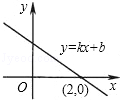 y
y=kx+b
O
(2,0)
x